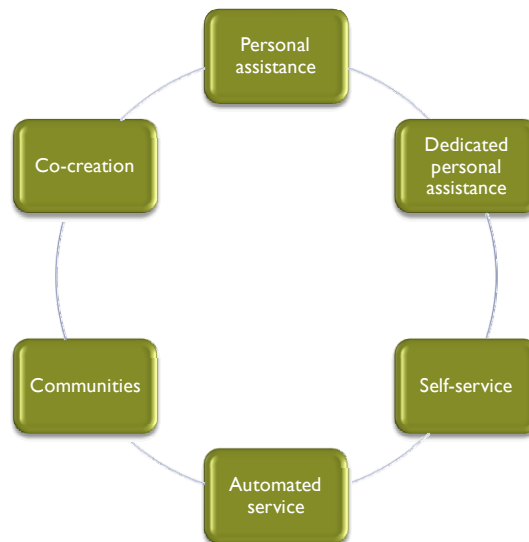 Personal
assistance
Dedicated
personal
assistance
Self-service
Automated
service
Communities
Co-creation